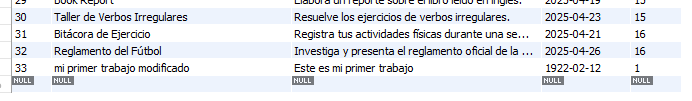 29 Book Report Elabora un reporte sobre el libro leído en inglés. 2025-04-19 15
30 Taller de Verbos Irregulares Resuelve los ejercicios de verbos irregulares. 2025-04-23 15
31 Bitácora de Ejercicio Registra tus actividades físicas durante una se... 2025-04-21 16
32 Reglamento del Fútbol Investiga y presenta el reglamento oficial de la ... 2025-04-26 16
33 mi primer trabajo modificado Este es mi primer trabajo 1922-02-12 1
NULL NULL NULL NULL NULL